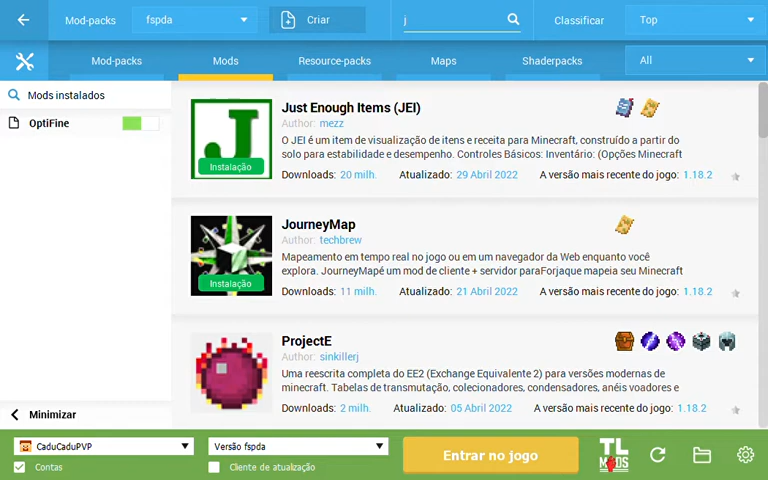 Mod-packs fspda Criar j Classificar Top
Mod-packs Mods Resource-packs Maps Shaderpacks All
Mods instalados
OptiFine
Just Enough Items (JEI)
Author: mezz
O JEI é um item de visualização de itens e receita para Minecraft, construído a partir do
solo para estabilidade e desempenho. Controles Básicos: Inventário: (Opções Minecraft
Instalação
Downloads: 20 milh. Atualizado: 29 Abril 2022 A versão mais recente do jogo: 1.18.2
JourneyMap
Author: techbrew
Mapeamento em tempo real no jogo ou em um navegador da Web enquanto você
explora. JourneyMapé um mod de cliente + servidor paraForjaque mapeia seu Minecraft
Instalação
Downloads: 11 milh. Atualizado: 21 Abril 2022 A versão mais recente do jogo: 1.18.2
ProjectE
Author: sinkillerj
Uma reescrita completa do EE2 (Exchange Equivalente 2) para versões modernas de
minecraft. Tabelas de transmutação, colecionadores, condensadores, anéis voadores e
Downloads: 2 milh. Atualizado: 05 Abril 2022 A versão mais recente do jogo: 1.18.2
Minimizar
CaduCaduPVP Versão fspda Entrar no jogo TL
MODS
Contas Cliente de atualização